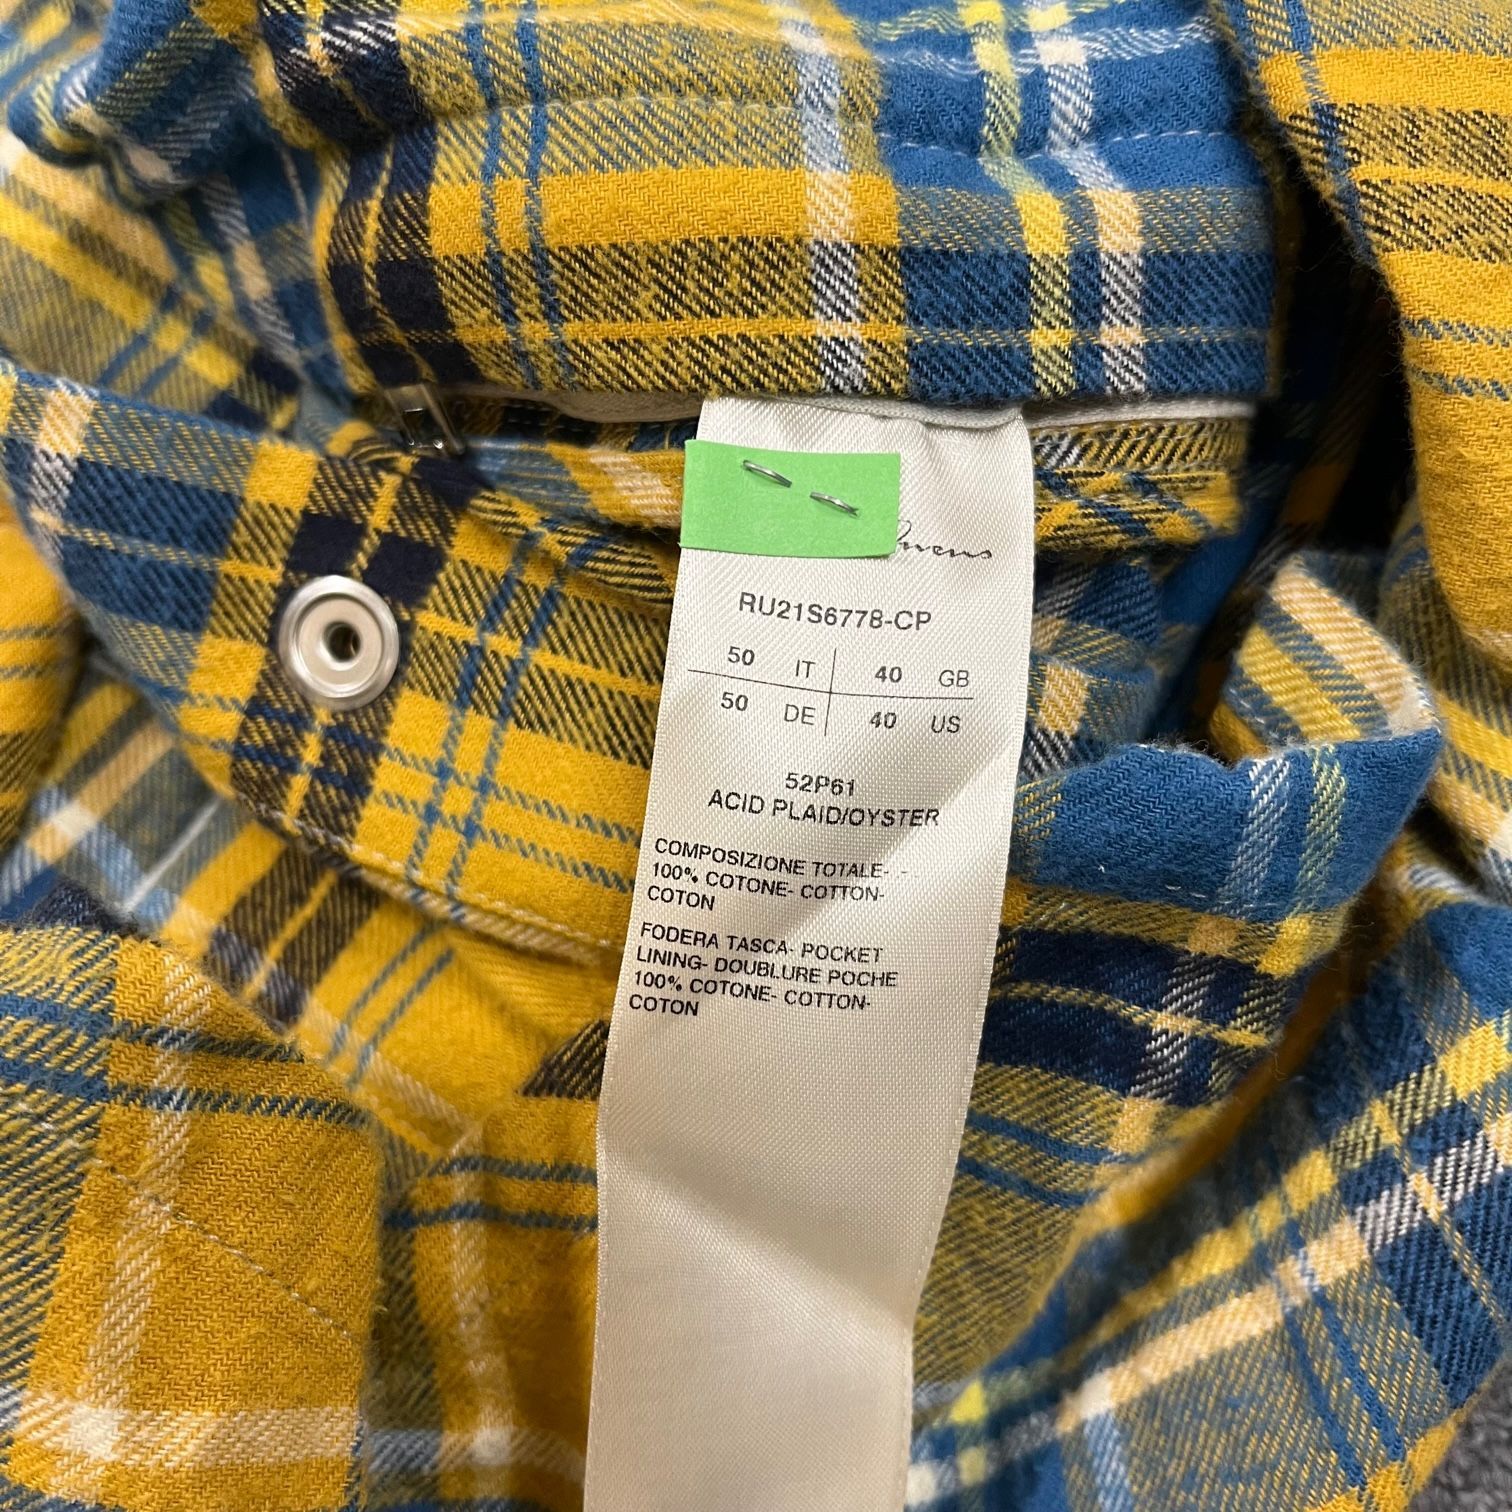 Owens
RU21S6778-CP
50 IT 40 GB
50 DE 40 US
52P61
ACID PLAID/OYSTER
COMPOSIZIONE TOTALE-
100% COTONE- COTTON-
COTON
FODERA TASCA- POCKET
LINING- DOUBLURE POCHE
100% COTONE- COTTON-
COTON